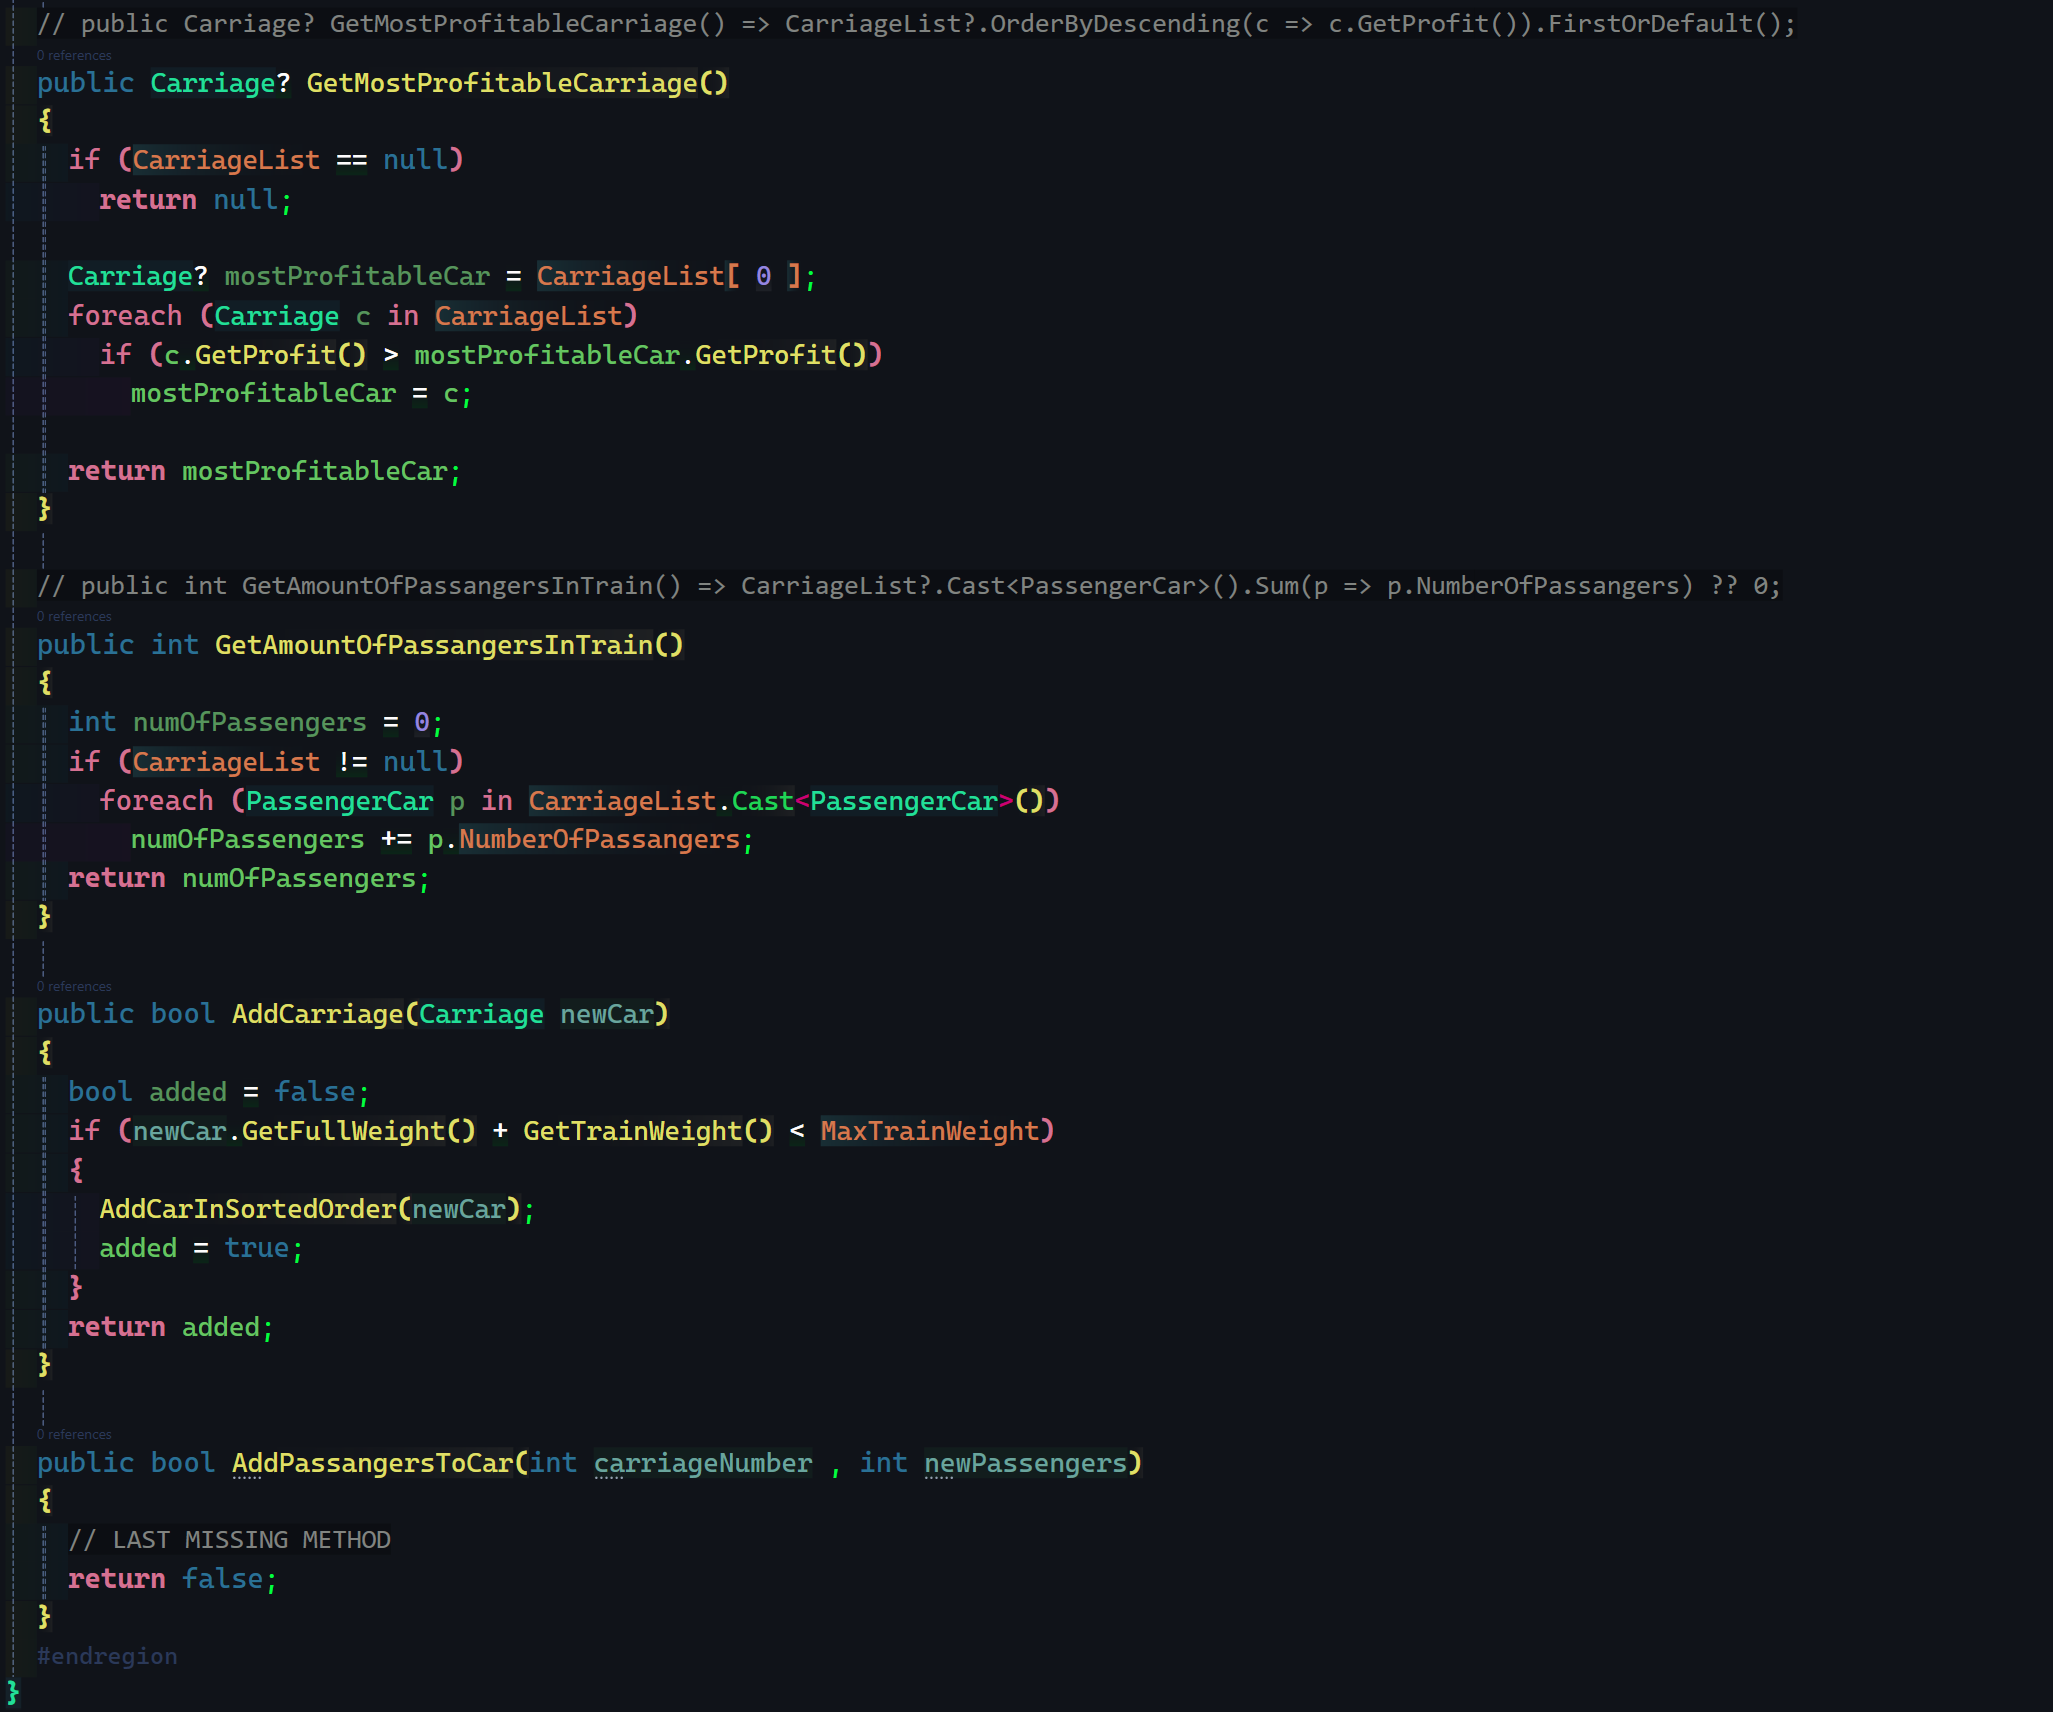 // public Carriage? GetMostProfitableCarriage() => CarriageList?.OrderByDescending(c => c.GetProfit()).FirstOrDefault();
0 references
public Carriage? GetMostProfitableCarriage()
{
if (CarriageList == null)
return null;
Carriage? mostProfitableCar = CarriageList[ 0 ];
foreach (Carriage c in CarriageList)
if (c.GetProfit() > mostProfitableCar.GetProfit())
mostProfitableCar = c;
return mostProfitableCar;
}
// public int GetAmountOfPassangersInTrain() => CarriageList?.Cast<PassengerCar>().Sum(p => p.NumberOfPassangers) ?? 0;
0 references
public int GetAmountOfPassangersInTrain()
{
int numOfPassengers = 0;
if (CarriageList != null)
foreach (PassengerCar p in CarriageList.Cast<PassengerCar>())
numOfPassengers += p.NumberOfPassangers;
return numOfPassengers;
}
0 references
public bool AddCarriage(Carriage newCar)
{
bool added = false;
if (newCar.GetFullWeight() + GetTrainWeight() < MaxTrainWeight)
{
AddCarInSortedOrder(newCar);
added = true;
}
return added;
}
0 references
public bool AddPassangersToCar(int carriageNumber , int newPassengers)
{
// LAST MISSING METHOD
return false;
}
#endregion
}